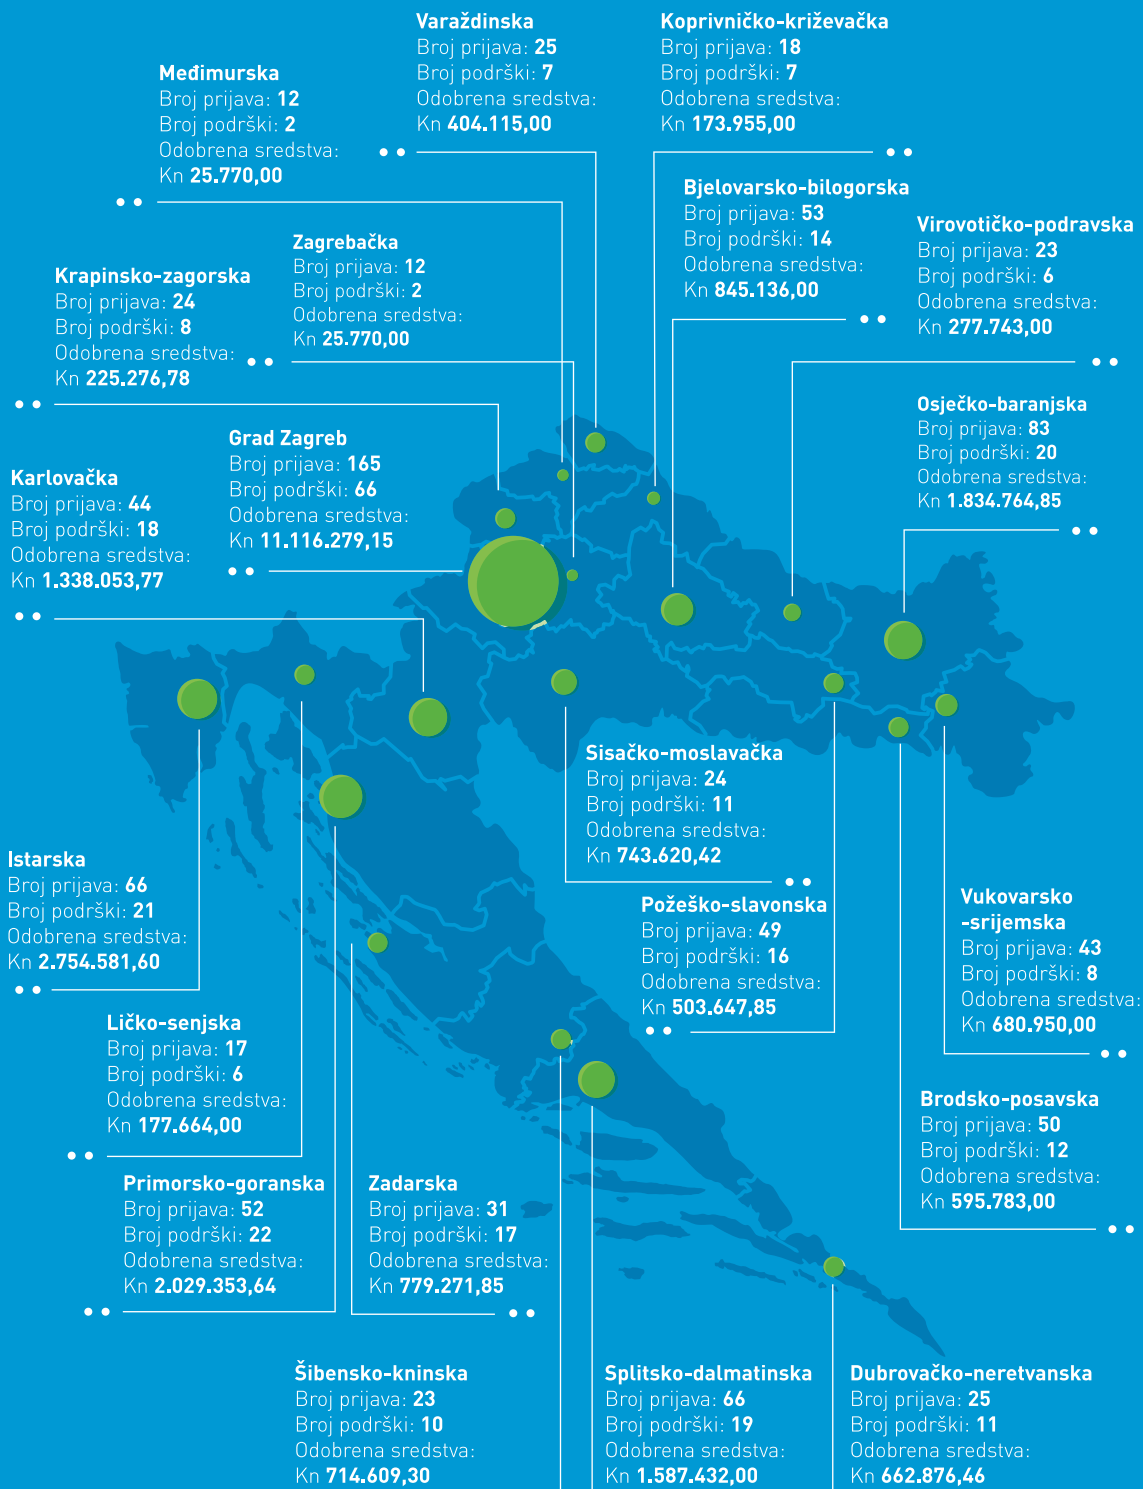 Varaždinska
Broj prijava: 25
Broj podrški: 7
Odobrena sredstva:
Kn 404.115,00
Koprivničko-križevačka
Broj prijava: 18
Broj podrški: 7
Odobrena sredstva:
Kn 173.955,00
Međimurska
Broj prijava: 12
Broj podrški: 2
Odobrena sredstva:
Kn 25.770,00
Bjelovarsko-bilogorska
Broj prijava: 53
Broj podrški: 14
Odobrena sredstva:
Kn 845.136,00
Virovotičko-podravska
Broj prijava: 23
Broj podrški: 6
Odobrena sredstva:
Kn 277.743,00
Zagrebačka
Broj prijava: 12
Broj podrški: 2
Odobrena sredstva:
Kn 25.770,00
Krapinsko-zagorska
Broj prijava: 24
Broj podrški: 8
Odobrena sredstva:
Kn 225.276,78
Osječko-baranjska
Broj prijava: 83
Broj podrški: 20
Odobrena sredstva:
Kn 1.834.764,85
Grad Zagreb
Broj prijava: 165
Broj podrški: 66
Odobrena sredstva:
Kn 11.116.279,15
Karlovačka
Broj prijava: 44
Broj podrški: 18
Odobrena sredstva:
Kn 1.338.053,77
Sisačko-moslavačka
Broj prijava: 24
Broj podrški: 11
Odobrena sredstva:
Kn 743.620,42
Istarska
Broj prijava: 66
Broj podrški: 21
Odobrena sredstva:
Kn 2.754.581,60
Požeško-slavonska
Broj prijava: 49
Broj podrški: 16
Odobrena sredstva:
Kn 503.647,85
Vukovarsko
-srijemska
Broj prijava: 43
Broj podrški: 8
Odobrena sredstva:
Kn 680.950,00
Ličko-senjska
Broj prijava: 17
Broj podrški: 6
Odobrena sredstva:
Kn 177.664,00
Brodsko-posavska
Broj prijava: 50
Broj podrški: 12
Odobrena sredstva:
Kn 595.783,00
Primorsko-goranska
Broj prijava: 52
Broj podrški: 22
Odobrena sredstva:
Kn 2.029.353,64
Zadarska
Broj prijava: 31
Broj podrški: 17
Odobrena sredstva:
Kn 779.271,85
Šibensko-kninska
Broj prijava: 23
Broj podrški: 10
Odobrena sredstva:
Kn 714.609,30
Splitsko-dalmatinska
Broj prijava: 66
Broj podrški: 19
Odobrena sredstva:
Kn 1.587.432,00
Dubrovačko-neretvanska
Broj prijava: 25
Broj podrški: 11
Odobrena sredstva:
Kn 662.876,46